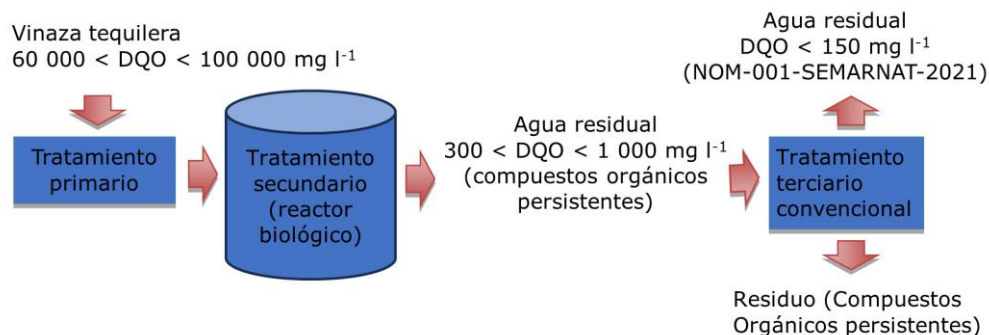 Vinaza tequilera
60 000 < DQO < 100 000 mg l⁻¹
Tratamiento
primario
Tratamiento
secundario
(reactor
biológico)
Agua residual
300 < DQO < 1 000 mg l⁻¹
(compuestos orgánicos
persistentes)
Tratamiento
terciario
convencional
Agua residual
DQO < 150 mg l⁻¹
(NOM-001-SEMARNAT-2021)
Residuo (Compuestos
Orgánicos persistentes)